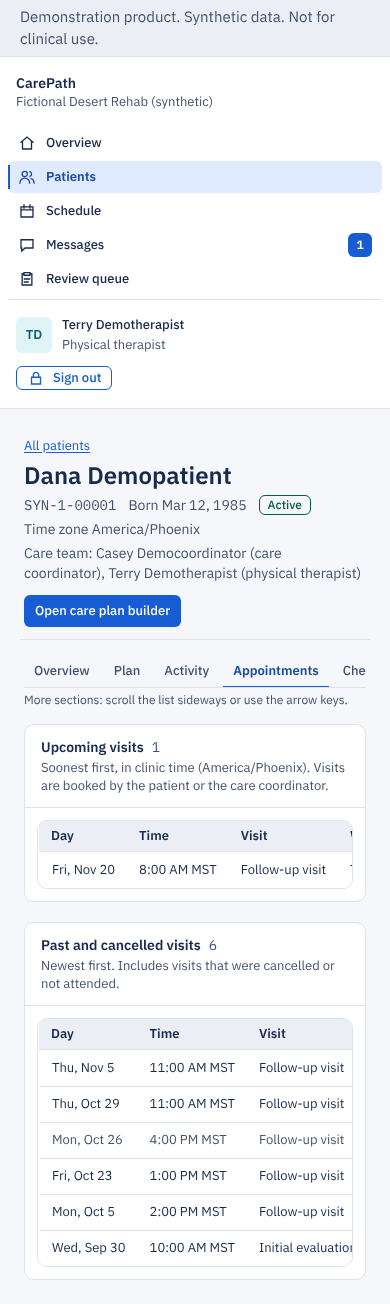 Demonstration product. Synthetic data. Not for
clinical use.
CarePath
Fictional Desert Rehab (synthetic)
Overview
Patients
Schedule
Messages 1
Review queue
TD
Terry Demotherapist
Physical therapist
Sign out
All patients
Dana Demopatient
SYN-1-00001 Born Mar 12, 1985 Active
Time zone America/Phoenix
Care team: Casey Democoordinator (care
coordinator), Terry Demotherapist (physical therapist)
Open care plan builder
Overview Plan Activity Appointments Che
More sections: scroll the list sideways or use the arrow keys.
Upcoming visits 1
Soonest first, in clinic time (America/Phoenix). Visits
are booked by the patient or the care coordinator.
Day Time Visit
Fri, Nov 20 8:00 AM MST Follow-up visit
Past and cancelled visits 6
Newest first. Includes visits that were cancelled or
not attended.
Day Time Visit
Thu, Nov 5 11:00 AM MST Follow-up visit
Thu, Oct 29 11:00 AM MST Follow-up visit
Mon, Oct 26 4:00 PM MST Follow-up visit
Fri, Oct 23 1:00 PM MST Follow-up visit
Mon, Oct 5 2:00 PM MST Follow-up visit
Wed, Sep 30 10:00 AM MST Initial evaluation